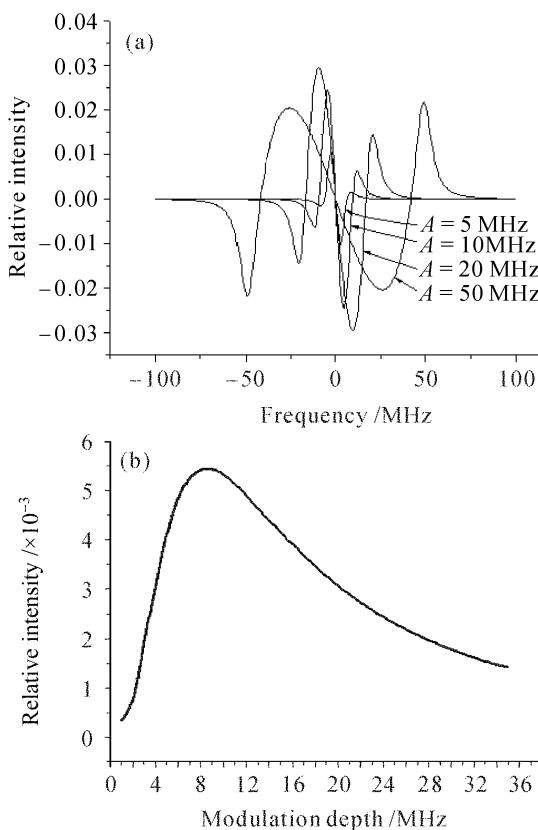 (a)
0.04
0.03
0.02
0.01
0.00
−0.01
−0.02
−0.03
Relative intensity
A = 5 MHz
A = 10MHz
A = 20 MHz
A = 50 MHz
−100 −50 0 50 100
Frequency /MHz
(b)
6
5
4
3
2
1
0
Relative intensity /×10⁻³
0 4 8 12 16 20 24 28 32 36
Modulation depth /MHz